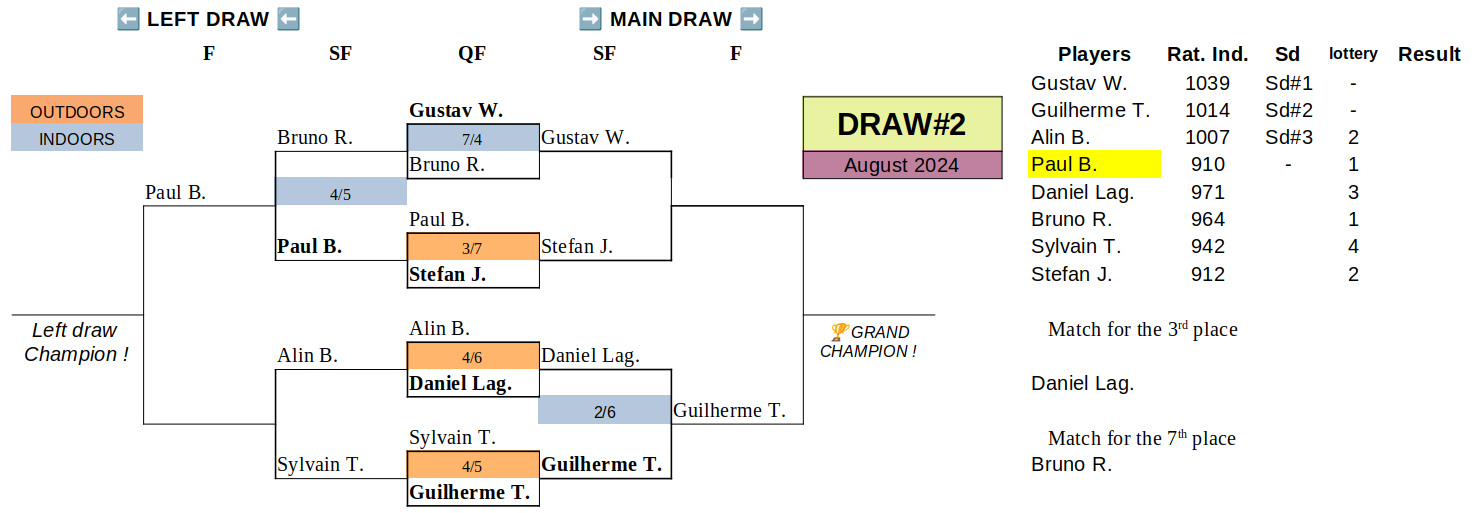 ⬅ LEFT DRAW ⬅ ➡ MAIN DRAW ➡
F SF QF SF F
Players Rat. Ind. Sd lottery Result
Gustav W. 1039 Sd#1 -
Guilherme T. 1014 Sd#2 -
Alin B. 1007 Sd#3 2
Paul B. 910 - 1
Daniel Lag. 971 3
Bruno R. 964 1
Sylvain T. 942 4
Stefan J. 912 2
OUTDOORS
INDOORS
DRAW#2
August 2024
Gustav W.
Bruno R. 7/4 Gustav W.
Bruno R.
Paul B. 4/5
Paul B.
Paul B. 3/7 Stefan J.
Stefan J.
Left draw
Champion !
🏆GRAND
CHAMPION !
Alin B.
Alin B. 4/6 Daniel Lag.
Daniel Lag.
2/6 Guilherme T.
Sylvain T.
Sylvain T. 4/5 Guilherme T.
Guilherme T.
Match for the 3rd place
Daniel Lag.
Match for the 7th place
Bruno R.